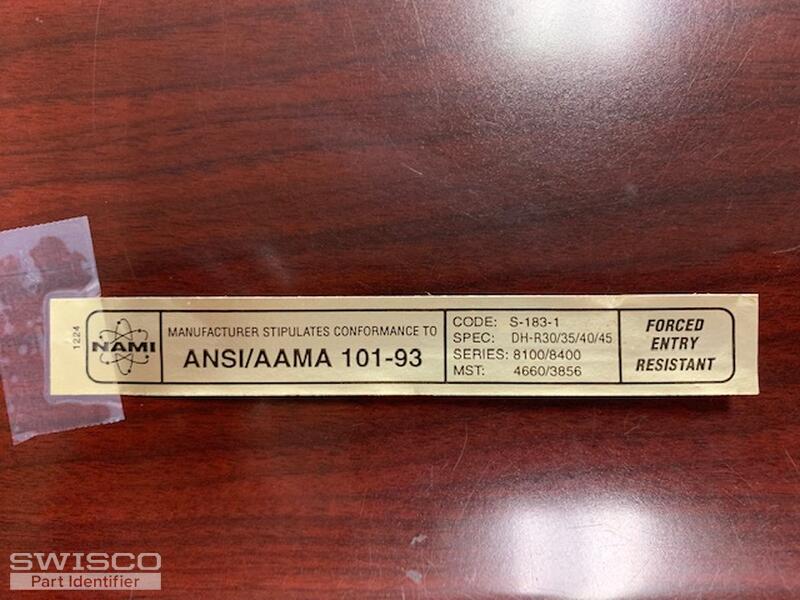 1224
NAMI
MANUFACTURER STIPULATES CONFORMANCE TO
ANSI/AAMA 101-93
CODE: S-183-1
SPEC: DH-R30/35/40/45
SERIES: 8100/8400
MST: 4660/3856
FORCED
ENTRY
RESISTANT
SWISCO
Part Identifier